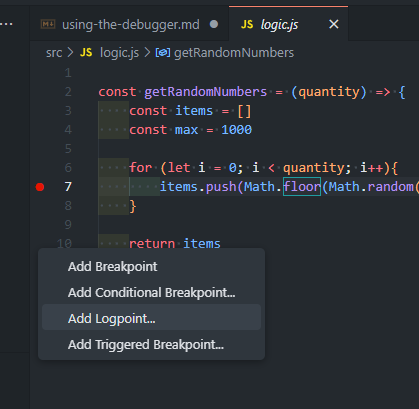 ··· using-the-debugger.md ● JS logic.js ×
src > JS logic.js > getRandomNumbers
1
2 const getRandomNumbers = (quantity) => {
3 const items = []
4 const max = 1000
5
6 for (let i = 0; i < quantity; i++){
7 items.push(Math.floor(Math.random(
8 }
9
10 return items
Add Breakpoint
Add Conditional Breakpoint...
Add Logpoint...
Add Triggered Breakpoint...